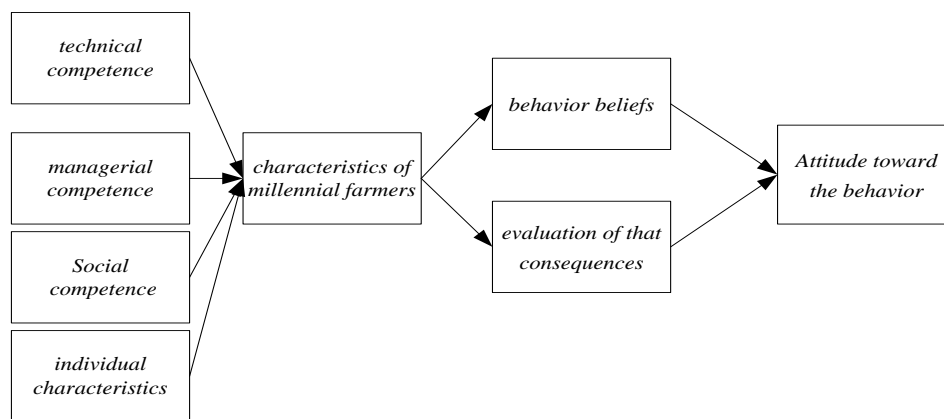 technical
competence
managerial
competence
Social
competence
individual
characteristics
characteristics of
millennial farmers
behavior beliefs
evaluation of that
consequences
Attitude toward
the behavior